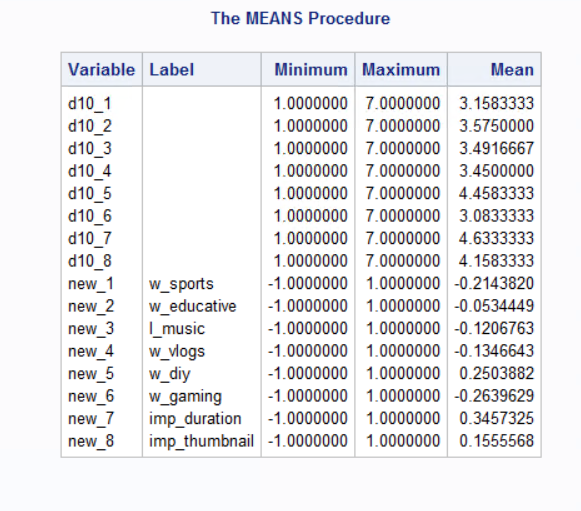 The MEANS Procedure
Variable Label Minimum Maximum Mean
d10_1 1.0000000 7.0000000 3.1583333
d10_2 1.0000000 7.0000000 3.5750000
d10_3 1.0000000 7.0000000 3.4916667
d10_4 1.0000000 7.0000000 3.4500000
d10_5 1.0000000 7.0000000 4.4583333
d10_6 1.0000000 7.0000000 3.0833333
d10_7 1.0000000 7.0000000 4.6333333
d10_8 1.0000000 7.0000000 4.1583333
new_1 w_sports -1.0000000 1.0000000 -0.2143820
new_2 w_educative -1.0000000 1.0000000 -0.0534449
new_3 l_music -1.0000000 1.0000000 -0.1206763
new_4 w_vlogs -1.0000000 1.0000000 -0.1346643
new_5 w_diy -1.0000000 1.0000000 0.2503882
new_6 w_gaming -1.0000000 1.0000000 -0.2639629
new_7 imp_duration -1.0000000 1.0000000 0.3457325
new_8 imp_thumbnail -1.0000000 1.0000000 0.1555568